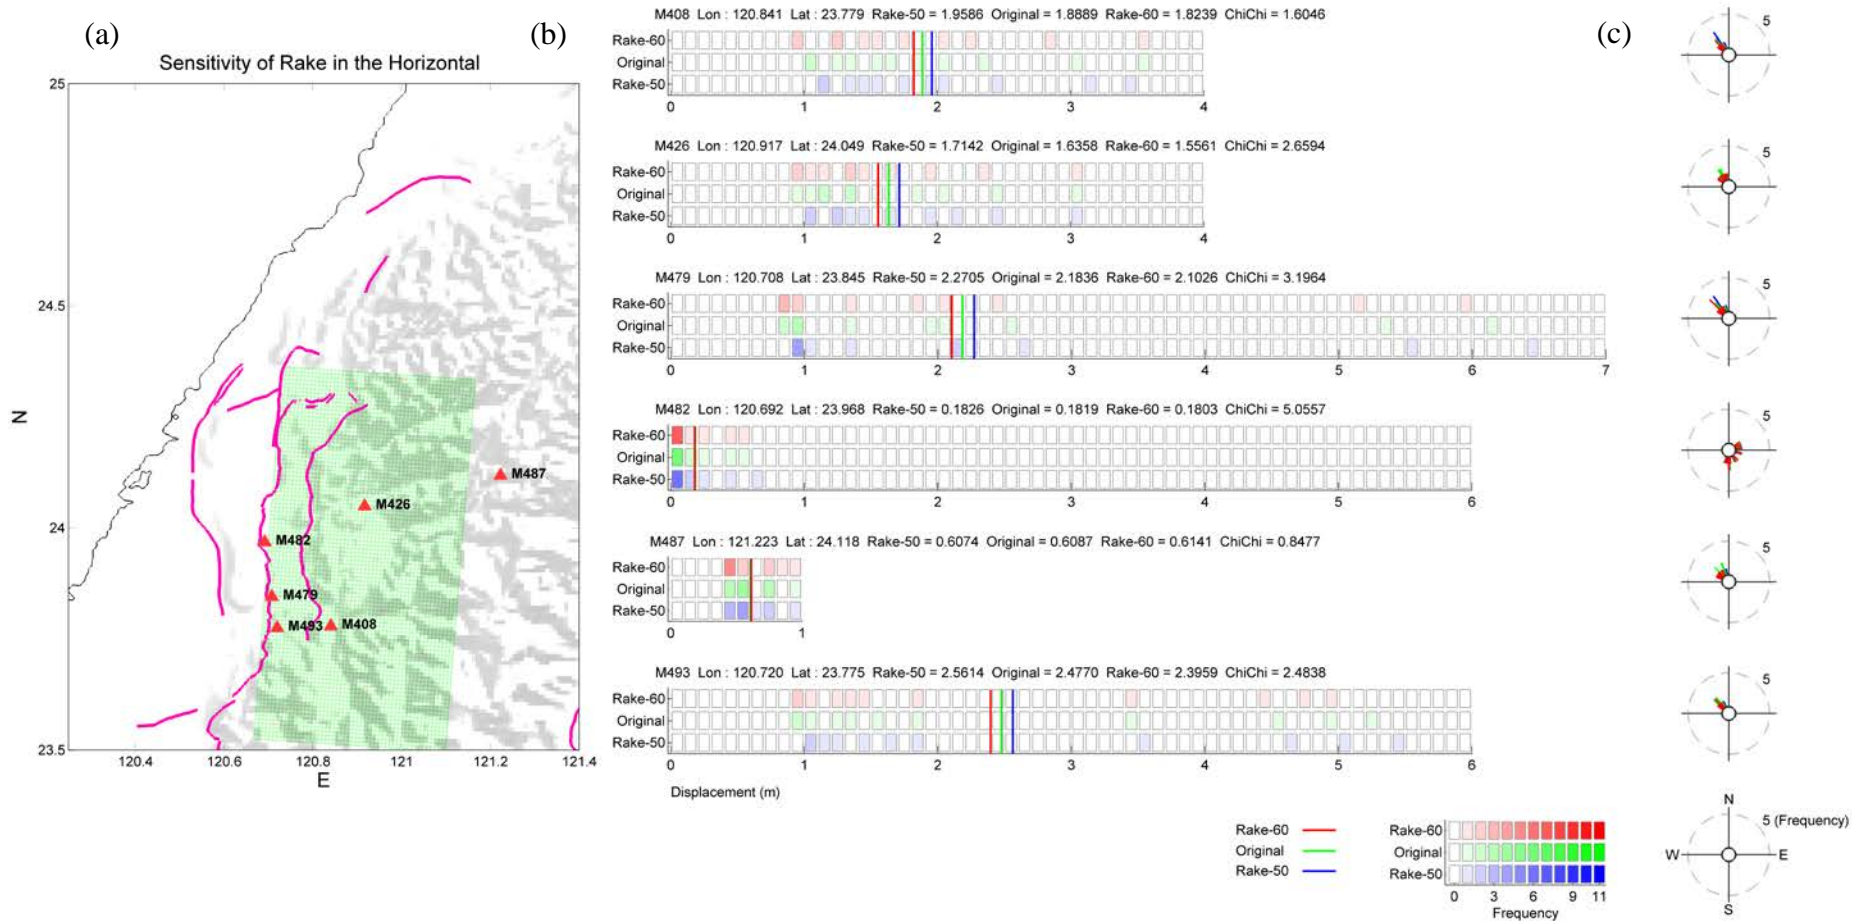 (a)
Sensitivity of Rake in the Horizontal
25
24.5
N
24
23.5
120.4 120.6 120.8 121 121.2 121.4
E
M487
M426
M482
M479
M493
M408
(b)
M408 Lon : 120.841 Lat : 23.779 Rake-50 = 1.9586 Original = 1.8889 Rake-60 = 1.8239 ChiChi = 1.6046
Rake-60
Original
Rake-50
0 1 2 3 4
M426 Lon : 120.917 Lat : 24.049 Rake-50 = 1.7142 Original = 1.6358 Rake-60 = 1.5561 ChiChi = 2.6594
Rake-60
Original
Rake-50
0 1 2 3 4
M479 Lon : 120.708 Lat : 23.845 Rake-50 = 2.2705 Original = 2.1836 Rake-60 = 2.1026 ChiChi = 3.1964
Rake-60
Original
Rake-50
0 1 2 3 4 5 6 7
M482 Lon : 120.692 Lat : 23.968 Rake-50 = 0.1826 Original = 0.1819 Rake-60 = 0.1803 ChiChi = 5.0557
Rake-60
Original
Rake-50
0 1 2 3 4 5 6
M487 Lon : 121.223 Lat : 24.118 Rake-50 = 0.6074 Original = 0.6087 Rake-60 = 0.6141 ChiChi = 0.8477
Rake-60
Original
Rake-50
0 1
M493 Lon : 120.720 Lat : 23.775 Rake-50 = 2.5614 Original = 2.4770 Rake-60 = 2.3959 ChiChi = 2.4838
Rake-60
Original
Rake-50
0 1 2 3 4 5 6
Displacement (m)
Rake-60
Original
Rake-50
Rake-60
Original
Rake-50
0 3 6 9 11
Frequency
(c)
5
5
5
5
5
5
N
5 (Frequency)
W E
S